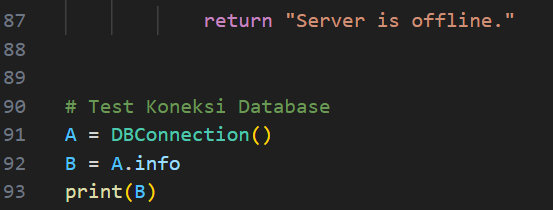 87 return "Server is offline."
88
89
90 # Test Koneksi Database
91 A = DBConnection()
92 B = A.info
93 print(B)